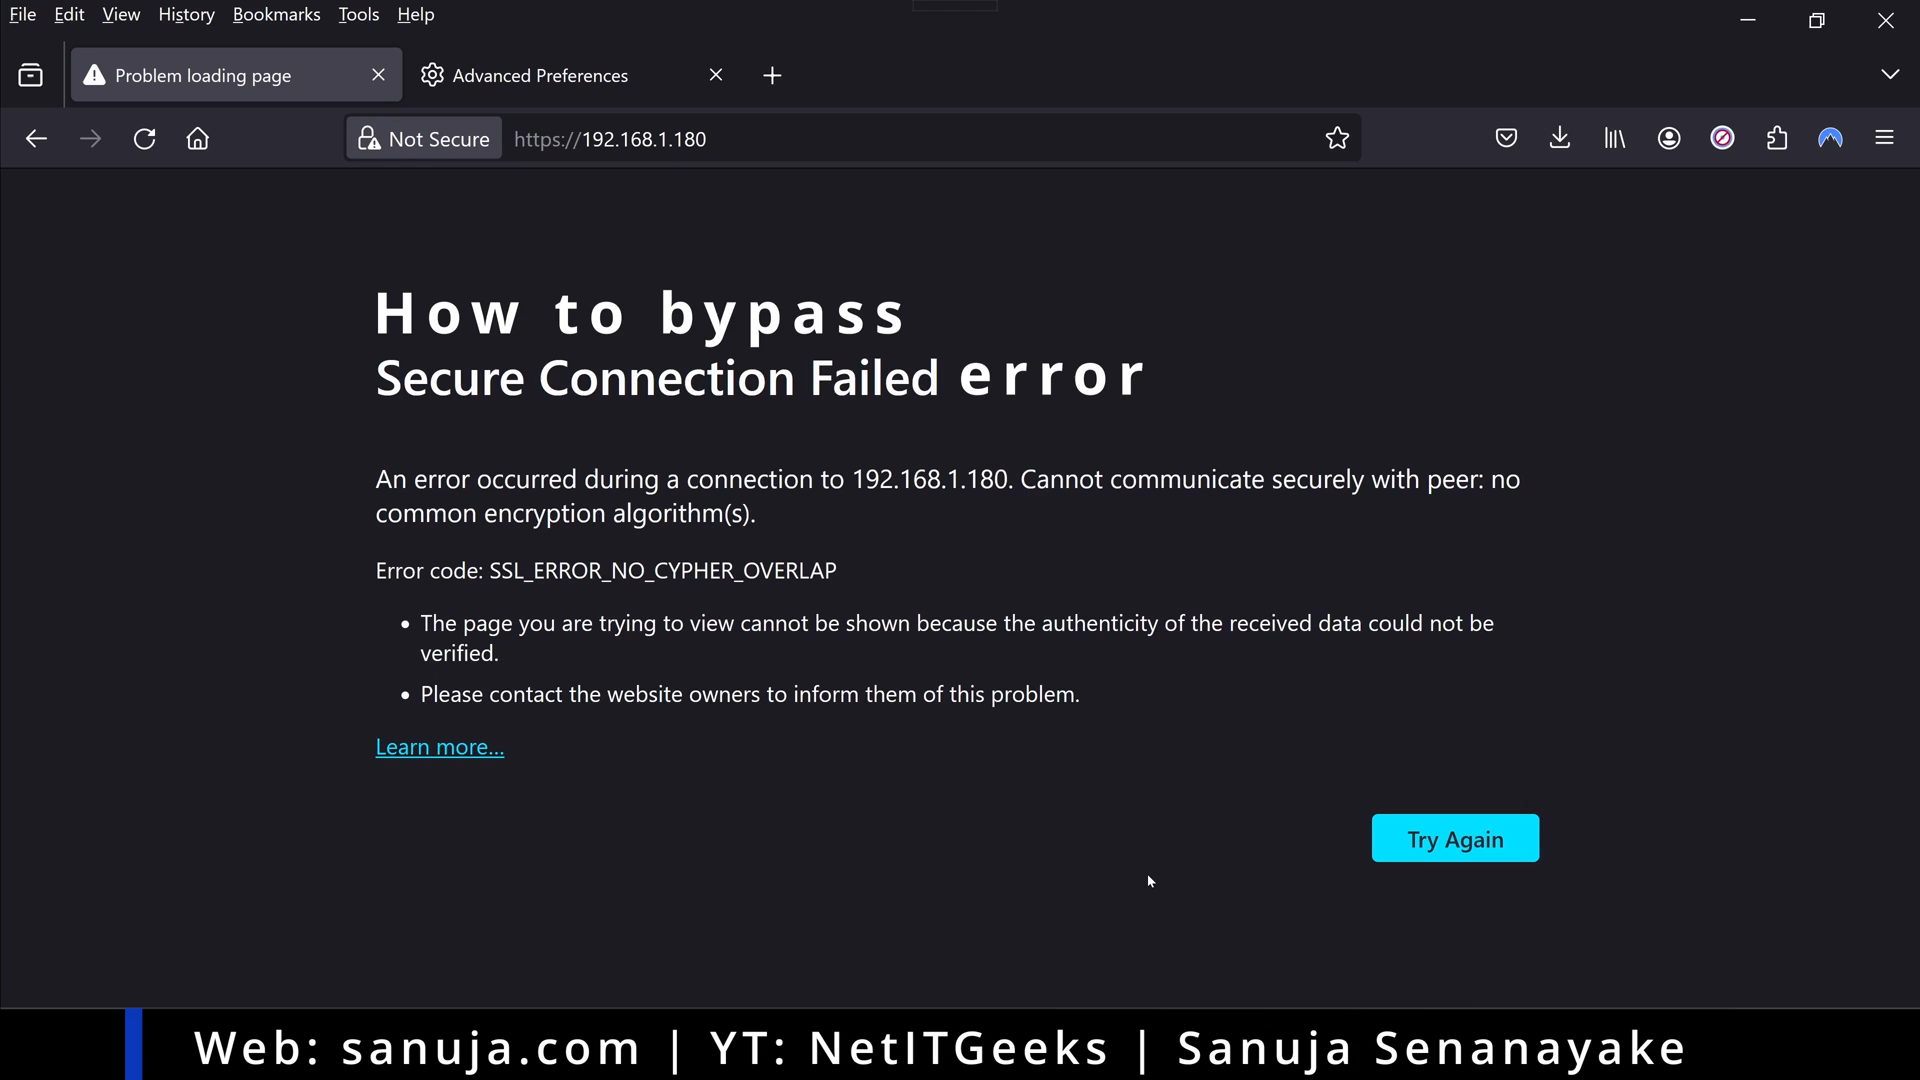 File Edit View History Bookmarks Tools Help
Problem loading page
Advanced Preferences
Not Secure
https://192.168.1.180
How to bypass
Secure Connection Failed error
An error occurred during a connection to 192.168.1.180. Cannot communicate securely with peer: no
common encryption algorithm(s).
Error code: SSL_ERROR_NO_CYPHER_OVERLAP
• The page you are trying to view cannot be shown because the authenticity of the received data could not be
verified.
• Please contact the website owners to inform them of this problem.
Learn more...
Try Again
Web: sanuja.com | YT: NetITGeeks | Sanuja Senanayake